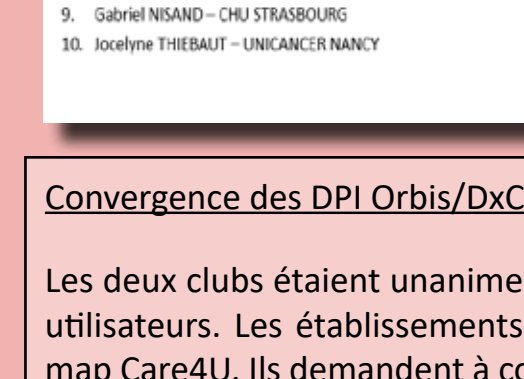 9. Gabriel NISAND – CHU STRASBOURG
10. Jocelyne THIEBAUT – UNICANCER NANCY
Convergence des DPI Orbis/DxC
Les deux clubs étaient unanime
utilisateurs. Les établissements
map Care4U. Ils demandent à co